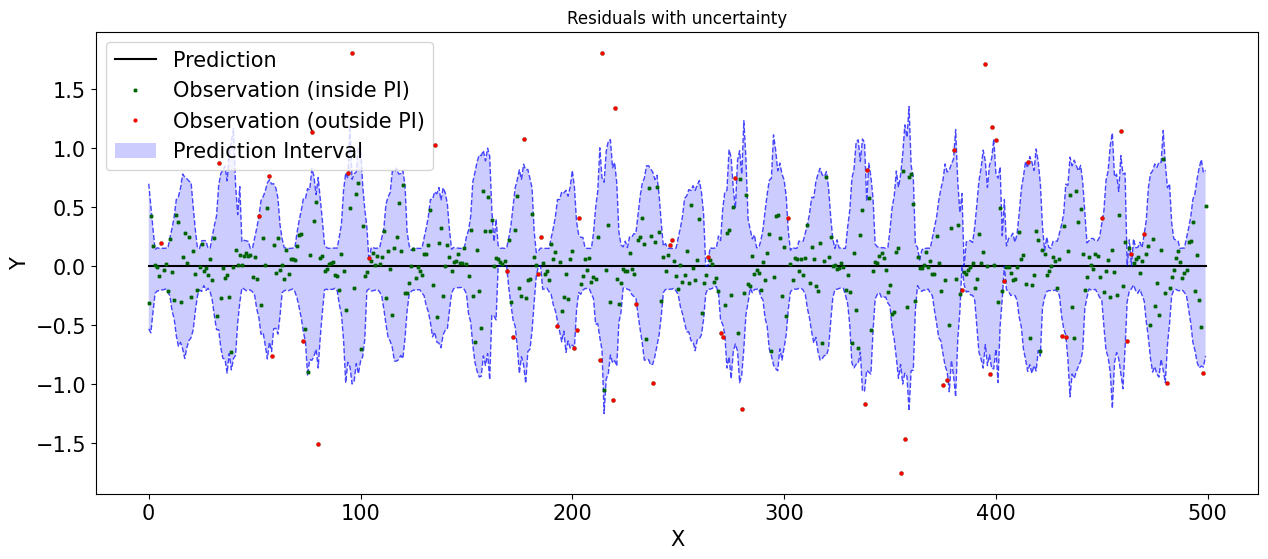 Residuals with uncertainty
Prediction
Observation (inside PI)
Observation (outside PI)
Prediction Interval
Y
1.5
1.0
0.5
0.0
−0.5
−1.0
−1.5
0 100 200 300 400 500
X